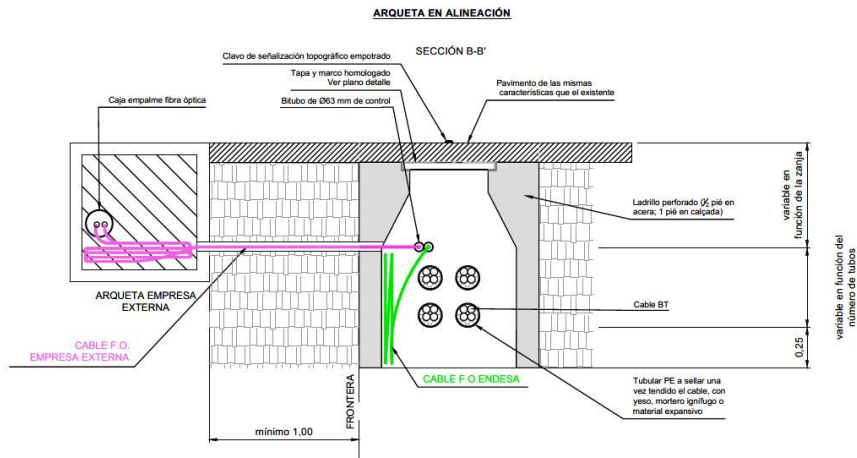 ARQUETA EN ALINEACIÓN
SECCIÓN B-B'
Clavo de señalización topográfico empotrado
Tapa y marco homologado
Ver plano detalle
Bitubo de Ø63 mm de control
Caja empalme fibra óptica
Pavimento de las mismas
características que el existente
Ladrillo perforado (½ pié en
acera; 1 pié en calçada)
variable en
función de la zanja
variable en función del
número de tubos
0,25
Cable BT
ARQUETA EMPRESA
EXTERNA
CABLE F.O.
EMPRESA EXTERNA
CABLE F.O.ENDESA
FRONTERA
mínimo 1,00
Tubular PE a sellar una
vez tendido el cable, con
yeso, mortero ignífugo o
material expansivo